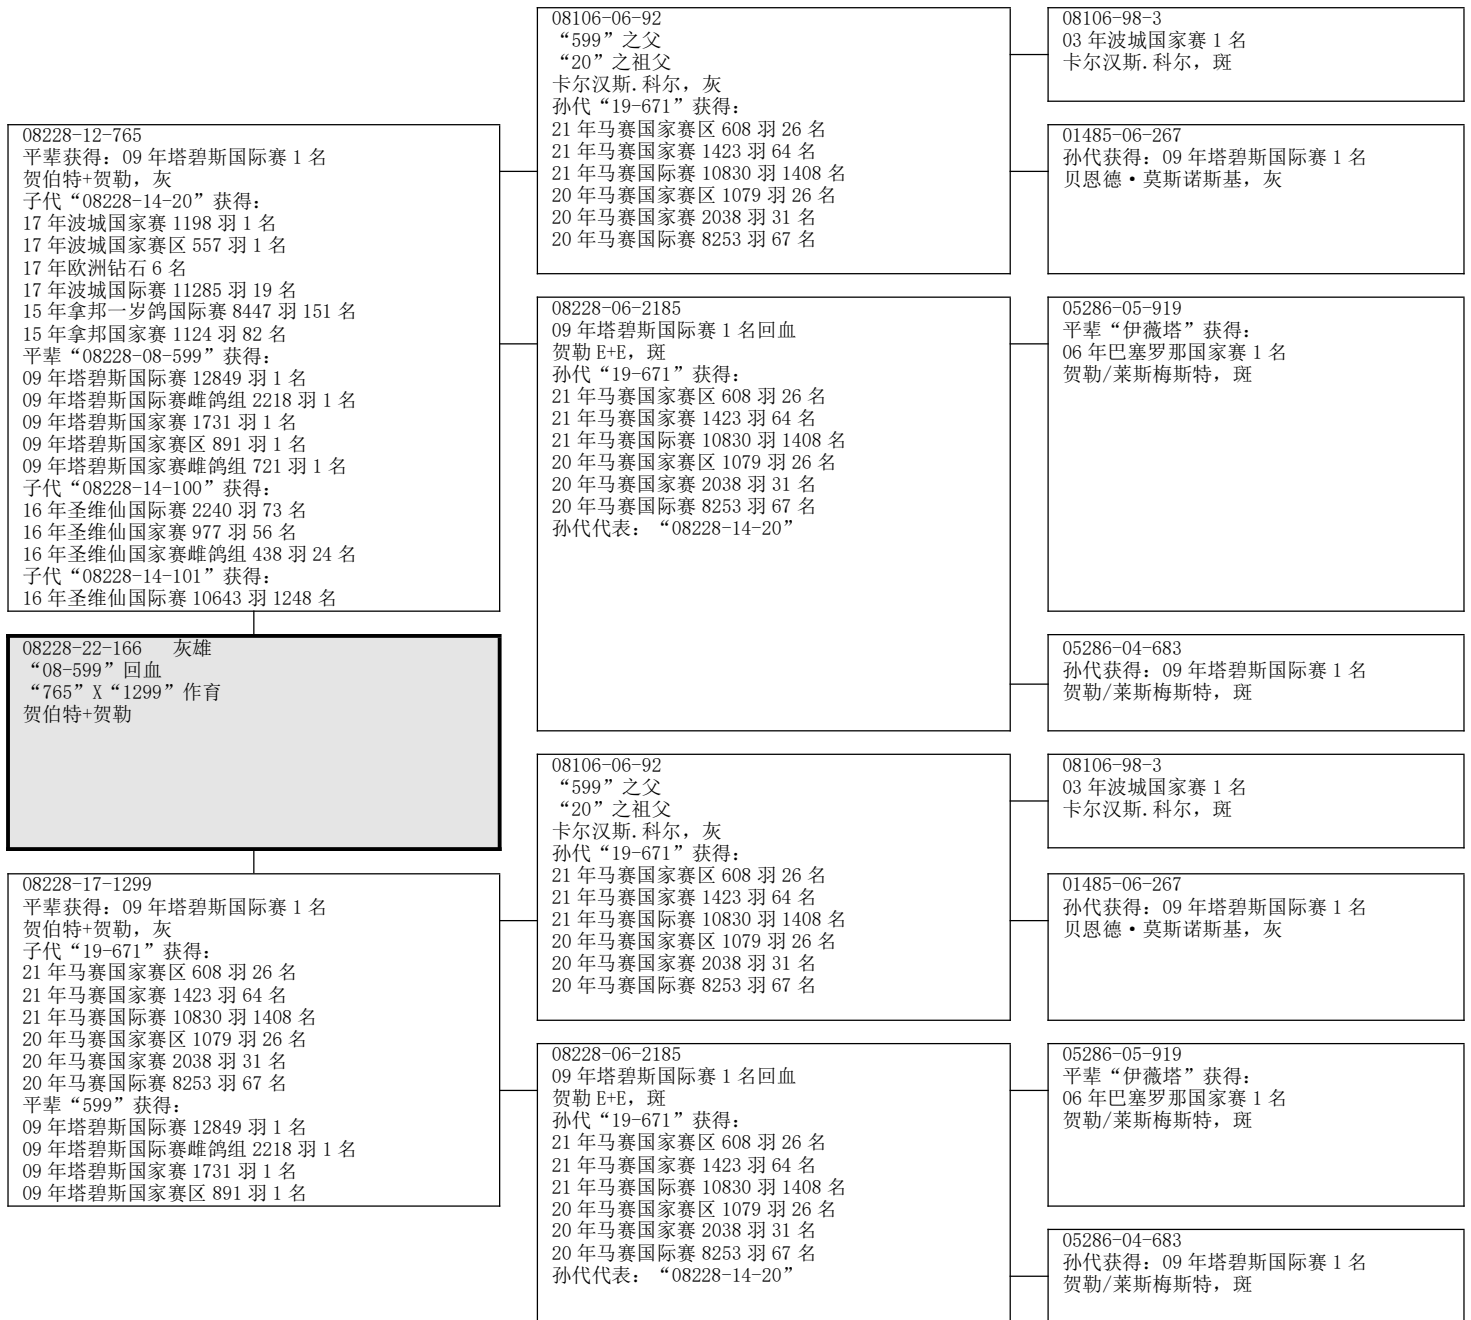 08228-12-765
平辈获得：09 年塔碧斯国际赛 1 名
贺伯特+贺勒，灰
子代“08228-14-20”获得：
17 年波城国家赛 1198 羽 1 名
17 年波城国家赛区 557 羽 1 名
17 年欧洲钻石 6 名
17 年波城国际赛 11285 羽 19 名
15 年拿邦一岁鸽国际赛 8447 羽 151 名
15 年拿邦国家赛 1124 羽 82 名
平辈“08228-08-599”获得：
09 年塔碧斯国际赛 12849 羽 1 名
09 年塔碧斯国际赛雌鸽组 2218 羽 1 名
09 年塔碧斯国家赛 1731 羽 1 名
09 年塔碧斯国家赛区 891 羽 1 名
09 年塔碧斯国家赛雌鸽组 721 羽 1 名
子代“08228-14-100”获得：
16 年圣维仙国际赛 2240 羽 73 名
16 年圣维仙国家赛 977 羽 56 名
16 年圣维仙国家赛雌鸽组 438 羽 24 名
子代“08228-14-101”获得：
16 年圣维仙国际赛 10643 羽 1248 名
08228-22-166 灰雄
“08-599”回血
“765”X“1299”作育
贺伯特+贺勒
08228-17-1299
平辈获得：09 年塔碧斯国际赛 1 名
贺伯特+贺勒，灰
子代“19-671”获得：
21 年马赛国家赛区 608 羽 26 名
21 年马赛国家赛 1423 羽 64 名
21 年马赛国际赛 10830 羽 1408 名
20 年马赛国家赛区 1079 羽 26 名
20 年马赛国家赛 2038 羽 31 名
20 年马赛国际赛 8253 羽 67 名
平辈“599”获得：
09 年塔碧斯国际赛 12849 羽 1 名
09 年塔碧斯国际赛雌鸽组 2218 羽 1 名
09 年塔碧斯国家赛 1731 羽 1 名
09 年塔碧斯国家赛区 891 羽 1 名
08106-06-92
“599”之父
“20”之祖父
卡尔汉斯.科尔，灰
孙代“19-671”获得：
21 年马赛国家赛区 608 羽 26 名
21 年马赛国家赛 1423 羽 64 名
21 年马赛国际赛 10830 羽 1408 名
20 年马赛国家赛区 1079 羽 26 名
20 年马赛国家赛 2038 羽 31 名
20 年马赛国际赛 8253 羽 67 名
08228-06-2185
09 年塔碧斯国际赛 1 名回血
贺勒 E+E，斑
孙代“19-671”获得：
21 年马赛国家赛区 608 羽 26 名
21 年马赛国家赛 1423 羽 64 名
21 年马赛国际赛 10830 羽 1408 名
20 年马赛国家赛区 1079 羽 26 名
20 年马赛国家赛 2038 羽 31 名
20 年马赛国际赛 8253 羽 67 名
孙代代表：“08228-14-20”
08106-06-92
“599”之父
“20”之祖父
卡尔汉斯.科尔，灰
孙代“19-671”获得：
21 年马赛国家赛区 608 羽 26 名
21 年马赛国家赛 1423 羽 64 名
21 年马赛国际赛 10830 羽 1408 名
20 年马赛国家赛区 1079 羽 26 名
20 年马赛国家赛 2038 羽 31 名
20 年马赛国际赛 8253 羽 67 名
08228-06-2185
09 年塔碧斯国际赛 1 名回血
贺勒 E+E，斑
孙代“19-671”获得：
21 年马赛国家赛区 608 羽 26 名
21 年马赛国家赛 1423 羽 64 名
21 年马赛国际赛 10830 羽 1408 名
20 年马赛国家赛区 1079 羽 26 名
20 年马赛国家赛 2038 羽 31 名
20 年马赛国际赛 8253 羽 67 名
孙代代表：“08228-14-20”
08106-98-3
03 年波城国家赛 1 名
卡尔汉斯.科尔，斑
01485-06-267
孙代获得：09 年塔碧斯国际赛 1 名
贝恩德·莫斯诺斯基，灰
05286-05-919
平辈“伊薇塔”获得：
06 年巴塞罗那国家赛 1 名
贺勒/莱斯梅斯特，斑
05286-04-683
孙代获得：09 年塔碧斯国际赛 1 名
贺勒/莱斯梅斯特，斑
08106-98-3
03 年波城国家赛 1 名
卡尔汉斯.科尔，斑
01485-06-267
孙代获得：09 年塔碧斯国际赛 1 名
贝恩德·莫斯诺斯基，灰
05286-05-919
平辈“伊薇塔”获得：
06 年巴塞罗那国家赛 1 名
贺勒/莱斯梅斯特，斑
05286-04-683
孙代获得：09 年塔碧斯国际赛 1 名
贺勒/莱斯梅斯特，斑